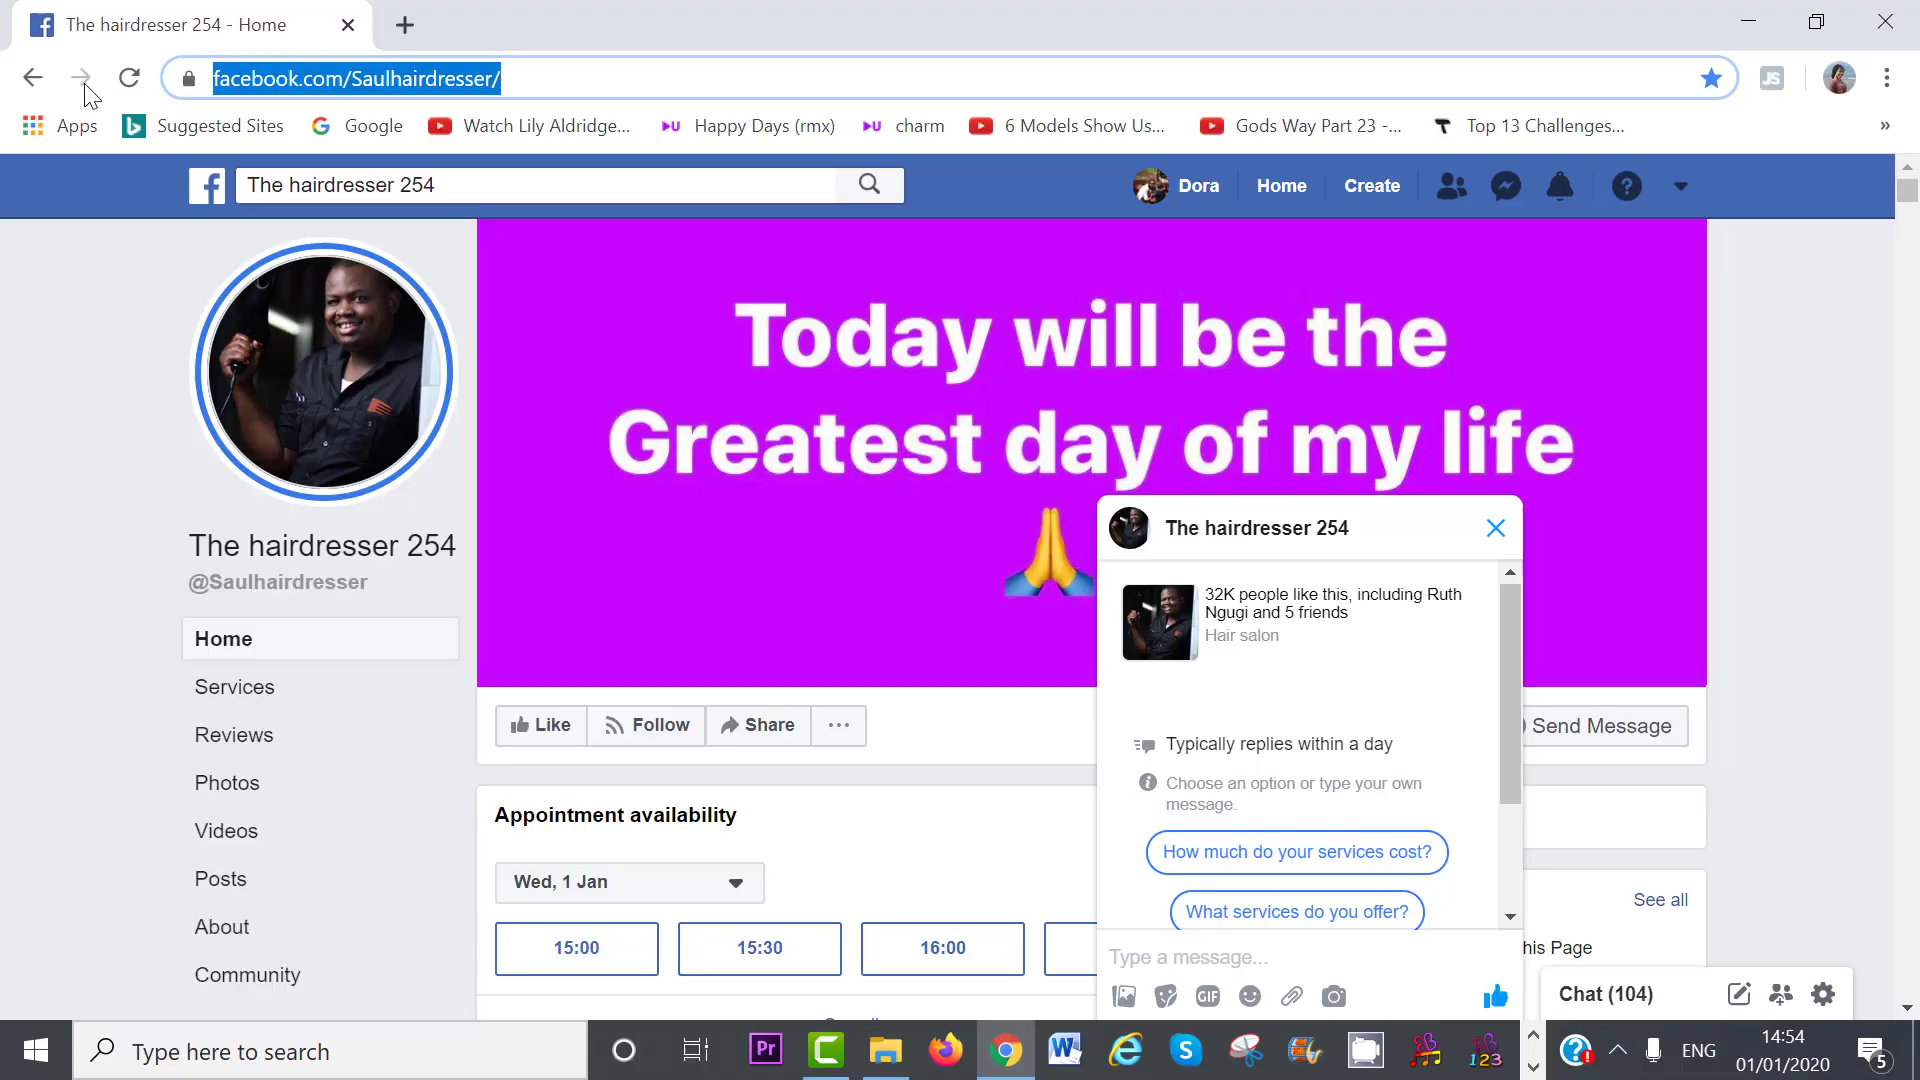 The hairdresser 254 - Home
facebook.com/Saulhairdresser/
JS
Apps
Suggested Sites
Google
Watch Lily Aldridge...
Happy Days (rmx)
charm
6 Models Show Us...
Gods Way Part 23 -...
Top 13 Challenges...
»
The hairdresser 254
Dora
Home
Create
Today will be the
Greatest day of my life
The hairdresser 254
@Saulhairdresser
Home
Services
Reviews
Photos
Videos
Posts
About
Community
Like
Follow
Share
Send Message
Appointment availability
Wed, 1 Jan
15:00
15:30
16:00
The hairdresser 254
32K people like this, including Ruth
Ngugi and 5 friends
Hair salon
Typically replies within a day
Choose an option or type your own
message.
How much do your services cost?
What services do you offer?
Type a message...
GIF
See all
his Page
Chat (104)
Type here to search
Pr
ENG
14:54
01/01/2020
5